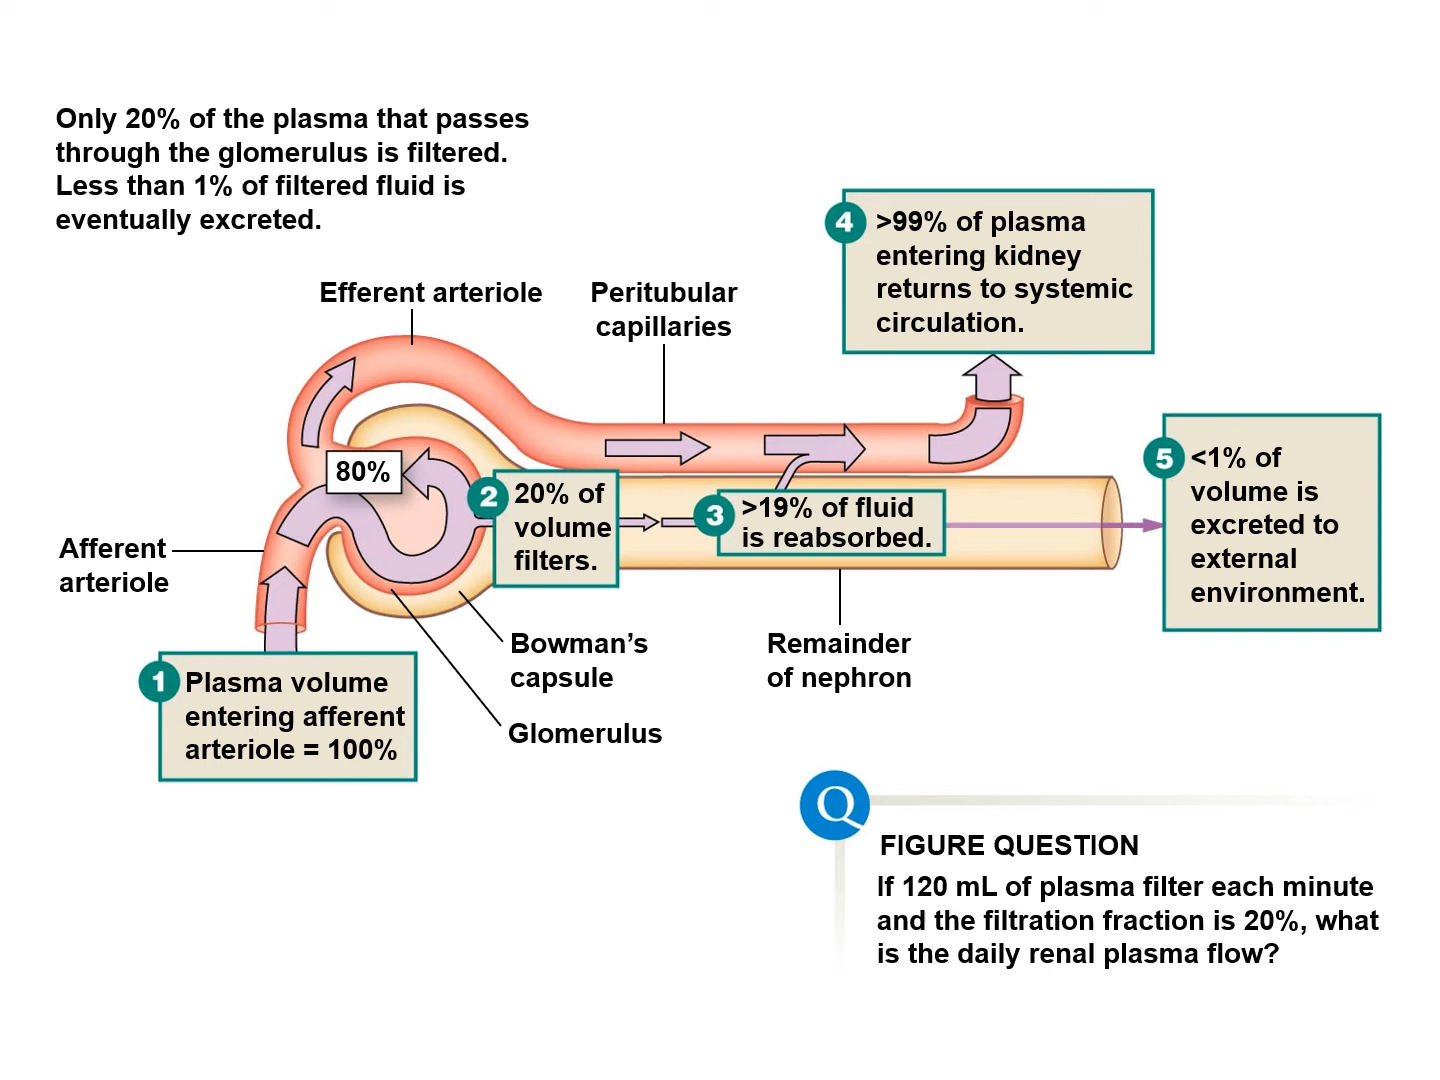 Only 20% of the plasma that passes
through the glomerulus is filtered.
Less than 1% of filtered fluid is
eventually excreted.
Efferent arteriole
Peritubular
capillaries
4 >99% of plasma
entering kidney
returns to systemic
circulation.
80%
2 20% of
volume
filters.
3 >19% of fluid
is reabsorbed.
5 <1% of
volume is
excreted to
external
environment.
Afferent
arteriole
Bowman’s
capsule
Glomerulus
Remainder
of nephron
1 Plasma volume
entering afferent
arteriole = 100%
Q
FIGURE QUESTION
If 120 mL of plasma filter each minute
and the filtration fraction is 20%, what
is the daily renal plasma flow?